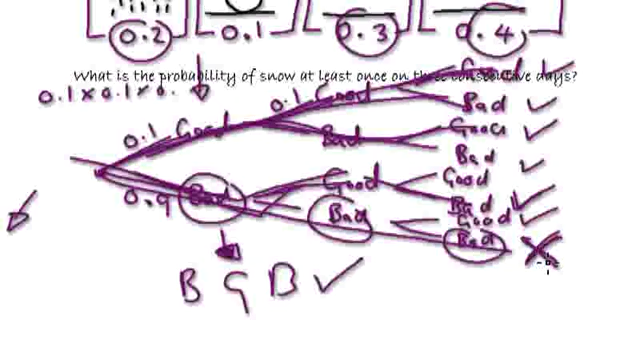 0.2 0.1 0.3 0.4
What is the probability of snow at least once on three consecutive days?
0.1 x 0.1 x 0.
0.1 Good 0.1 Good Good
Bad
Bad Good
Bad
0.9 Bad Good Good
Bad
Bad Good
Bad
B G B